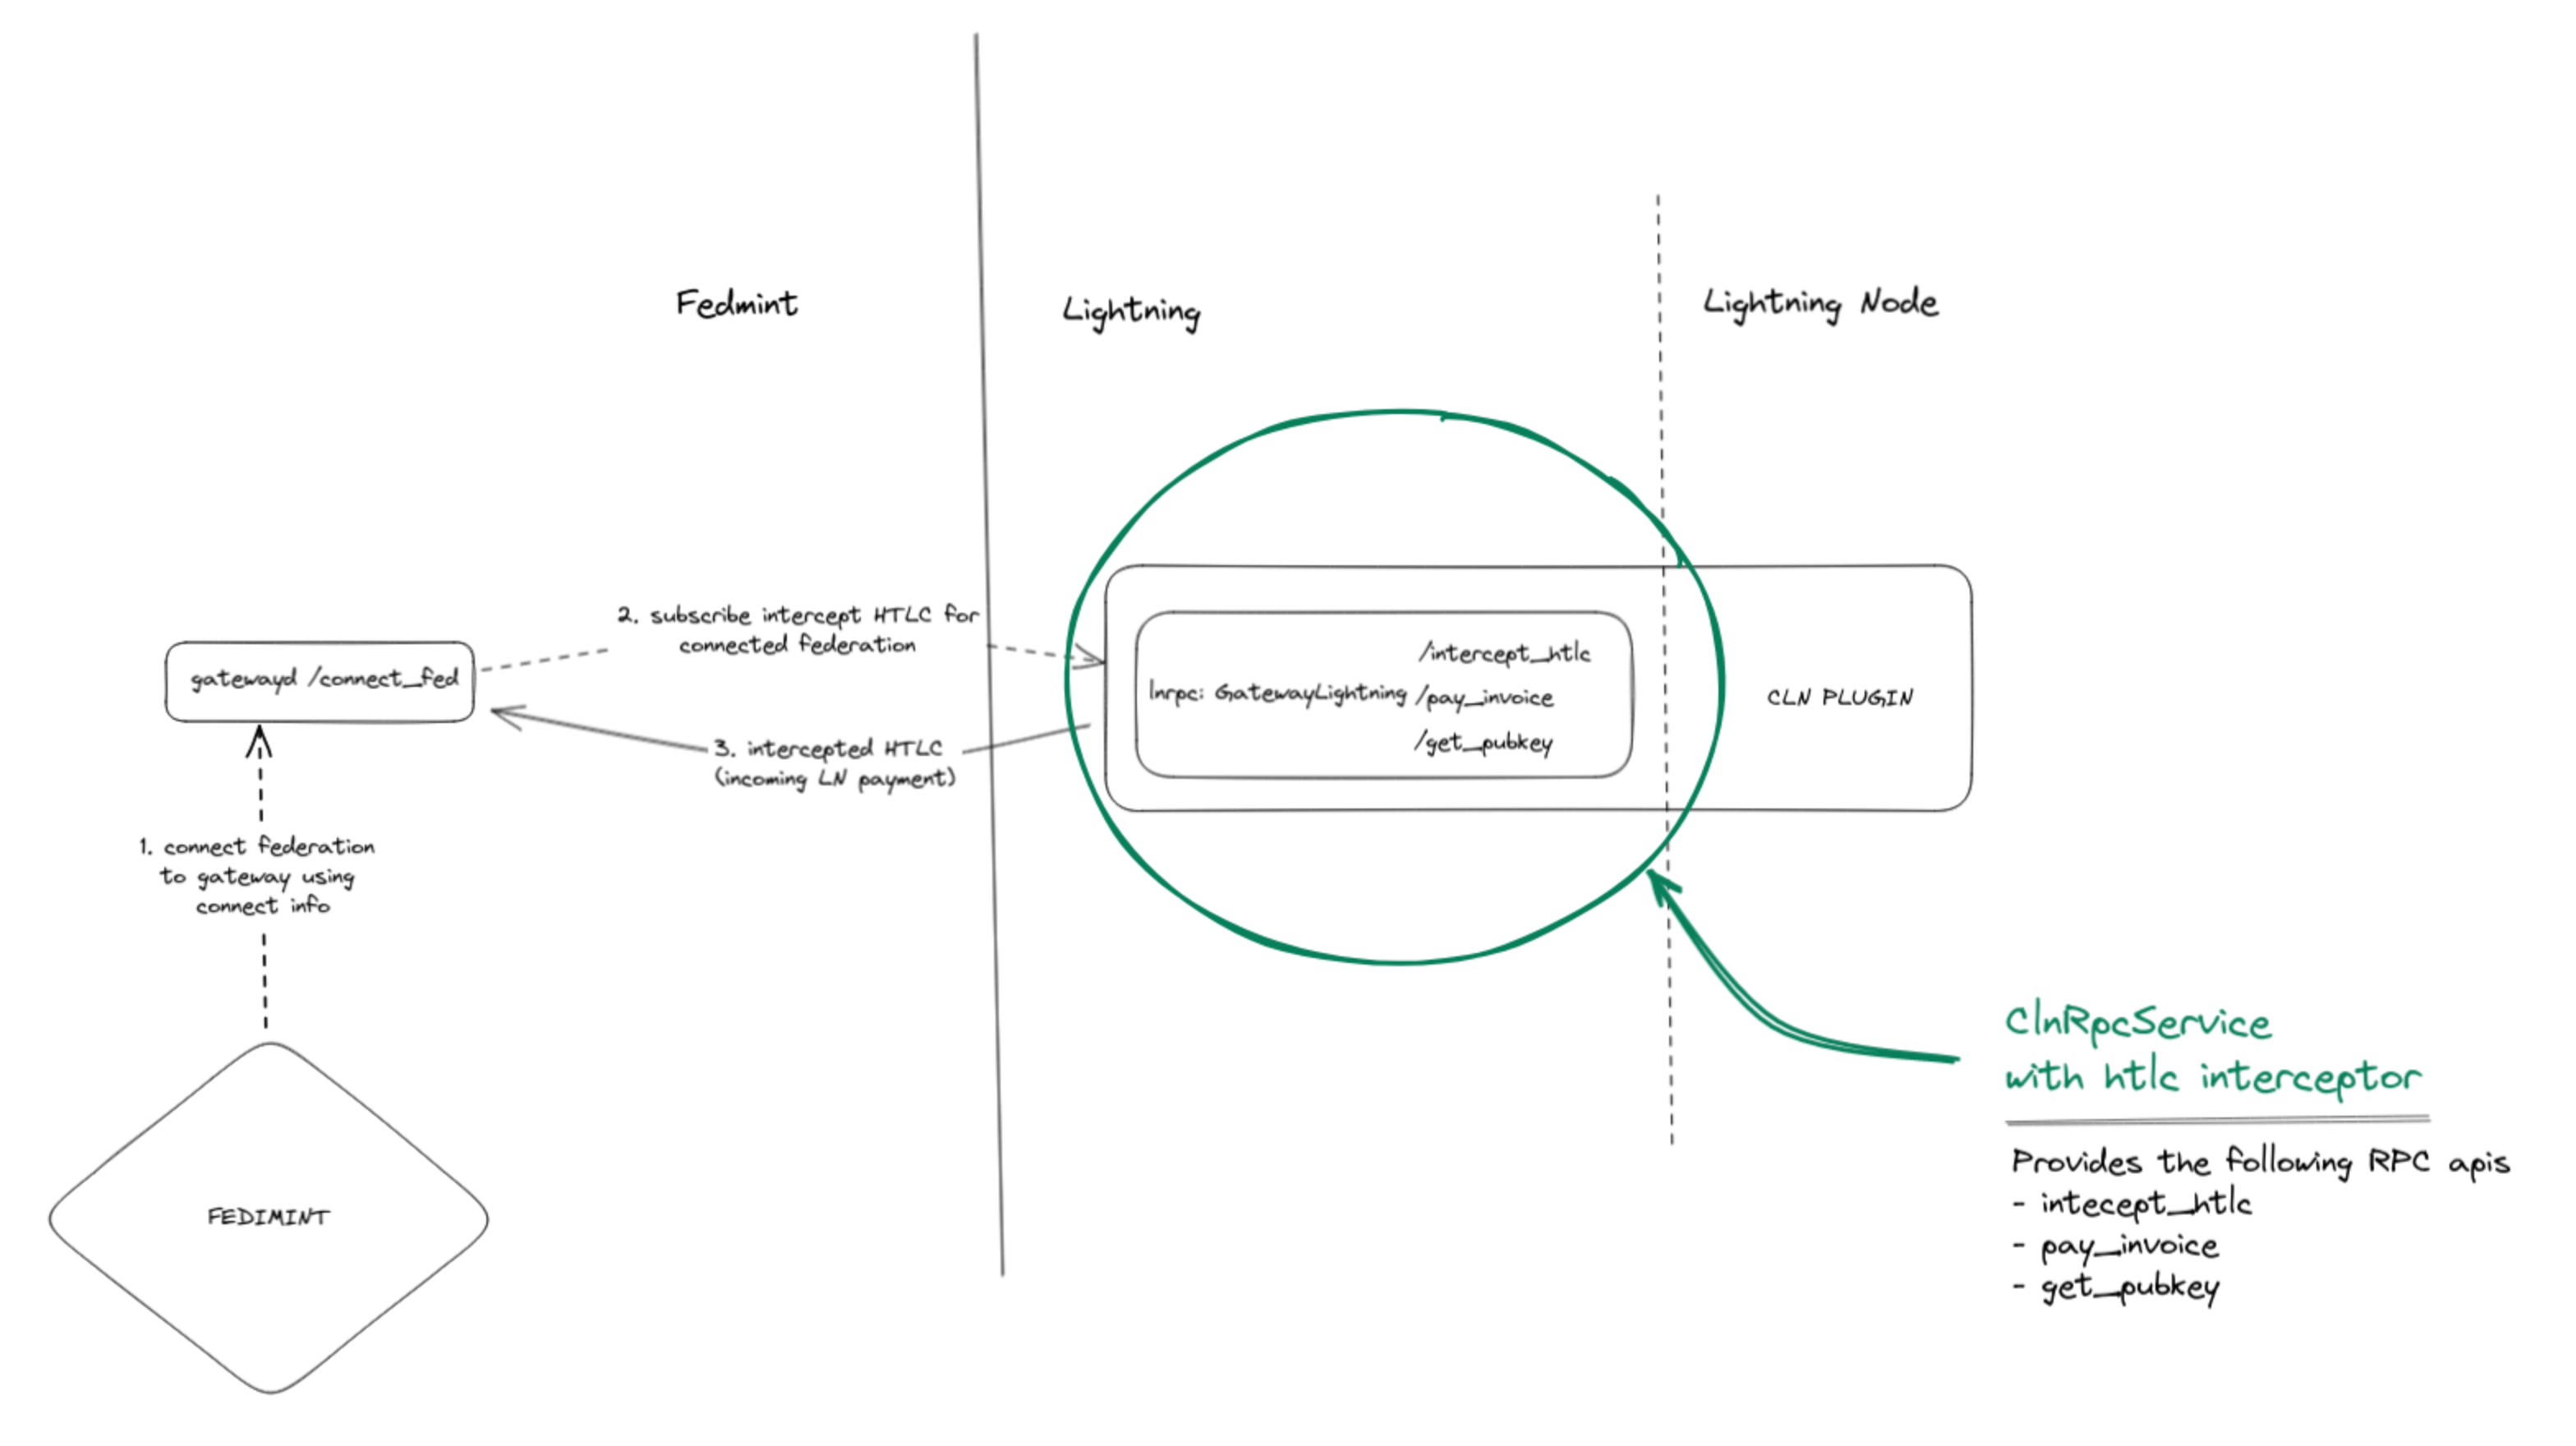 Fedmint
Lightning
Lightning Node
2. subscribe intercept HTLC for
connected federation
gatewayd /connect_fed
3. intercepted HTLC
(incoming LN payment)
1. connect federation
to gateway using
connect info
FEDIMINT
/intercept_htlc
lnrpc: GatewayLightning /pay_invoice
/get_pubkey
CLN PLUGIN
ClnRpcService
with htlc interceptor
Provides the following RPC apis
- intecept_htlc
- pay_invoice
- get_pubkey